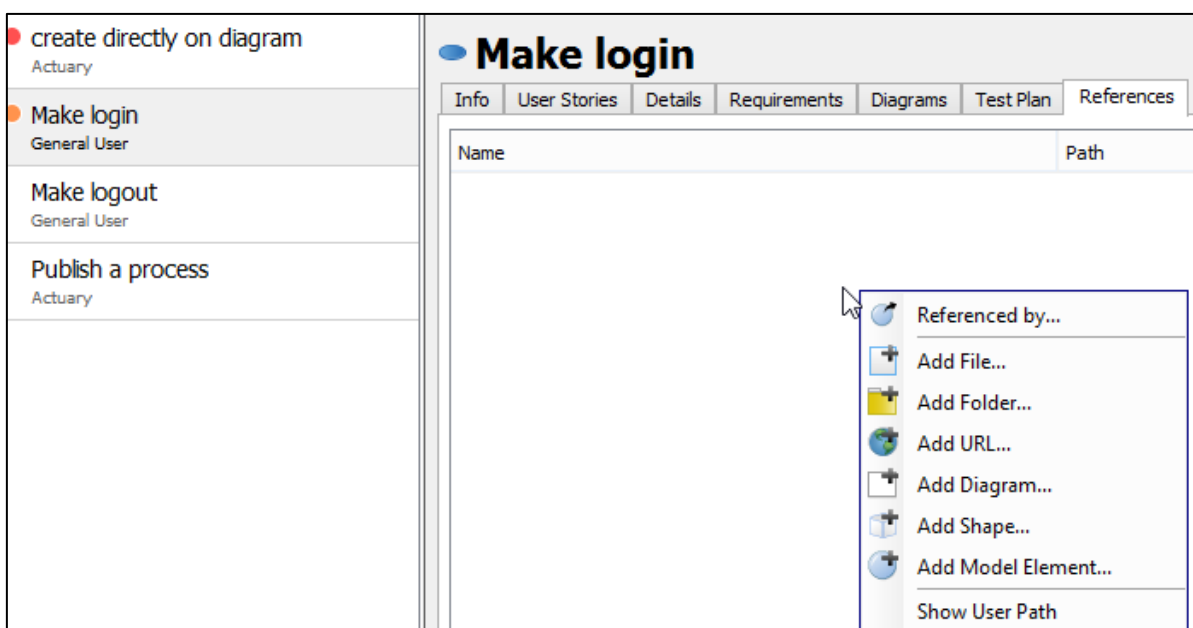 create directly on diagram
Actuary
Make login
General User
Make logout
General User
Publish a process
Actuary
Make login
Info User Stories Details Requirements Diagrams Test Plan References
Name Path
Referenced by...
Add File...
Add Folder...
Add URL...
Add Diagram...
Add Shape...
Add Model Element...
Show User Path